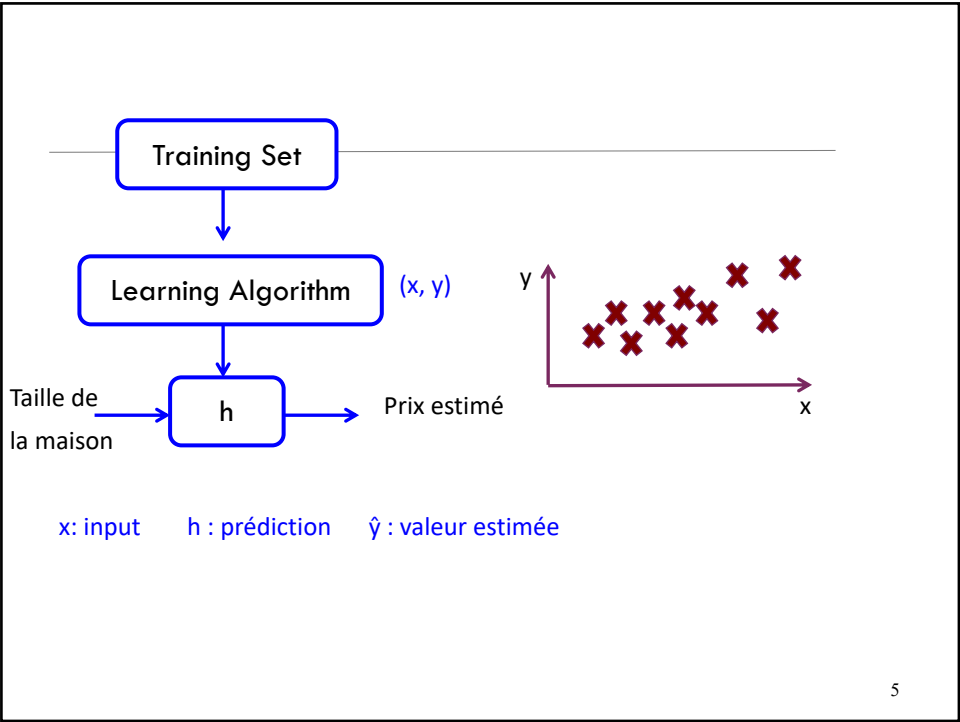 Training Set
Learning Algorithm
(x, y)
y
x
Taille de
la maison
h
Prix estimé
x: input h : prédiction ŷ : valeur estimée
5